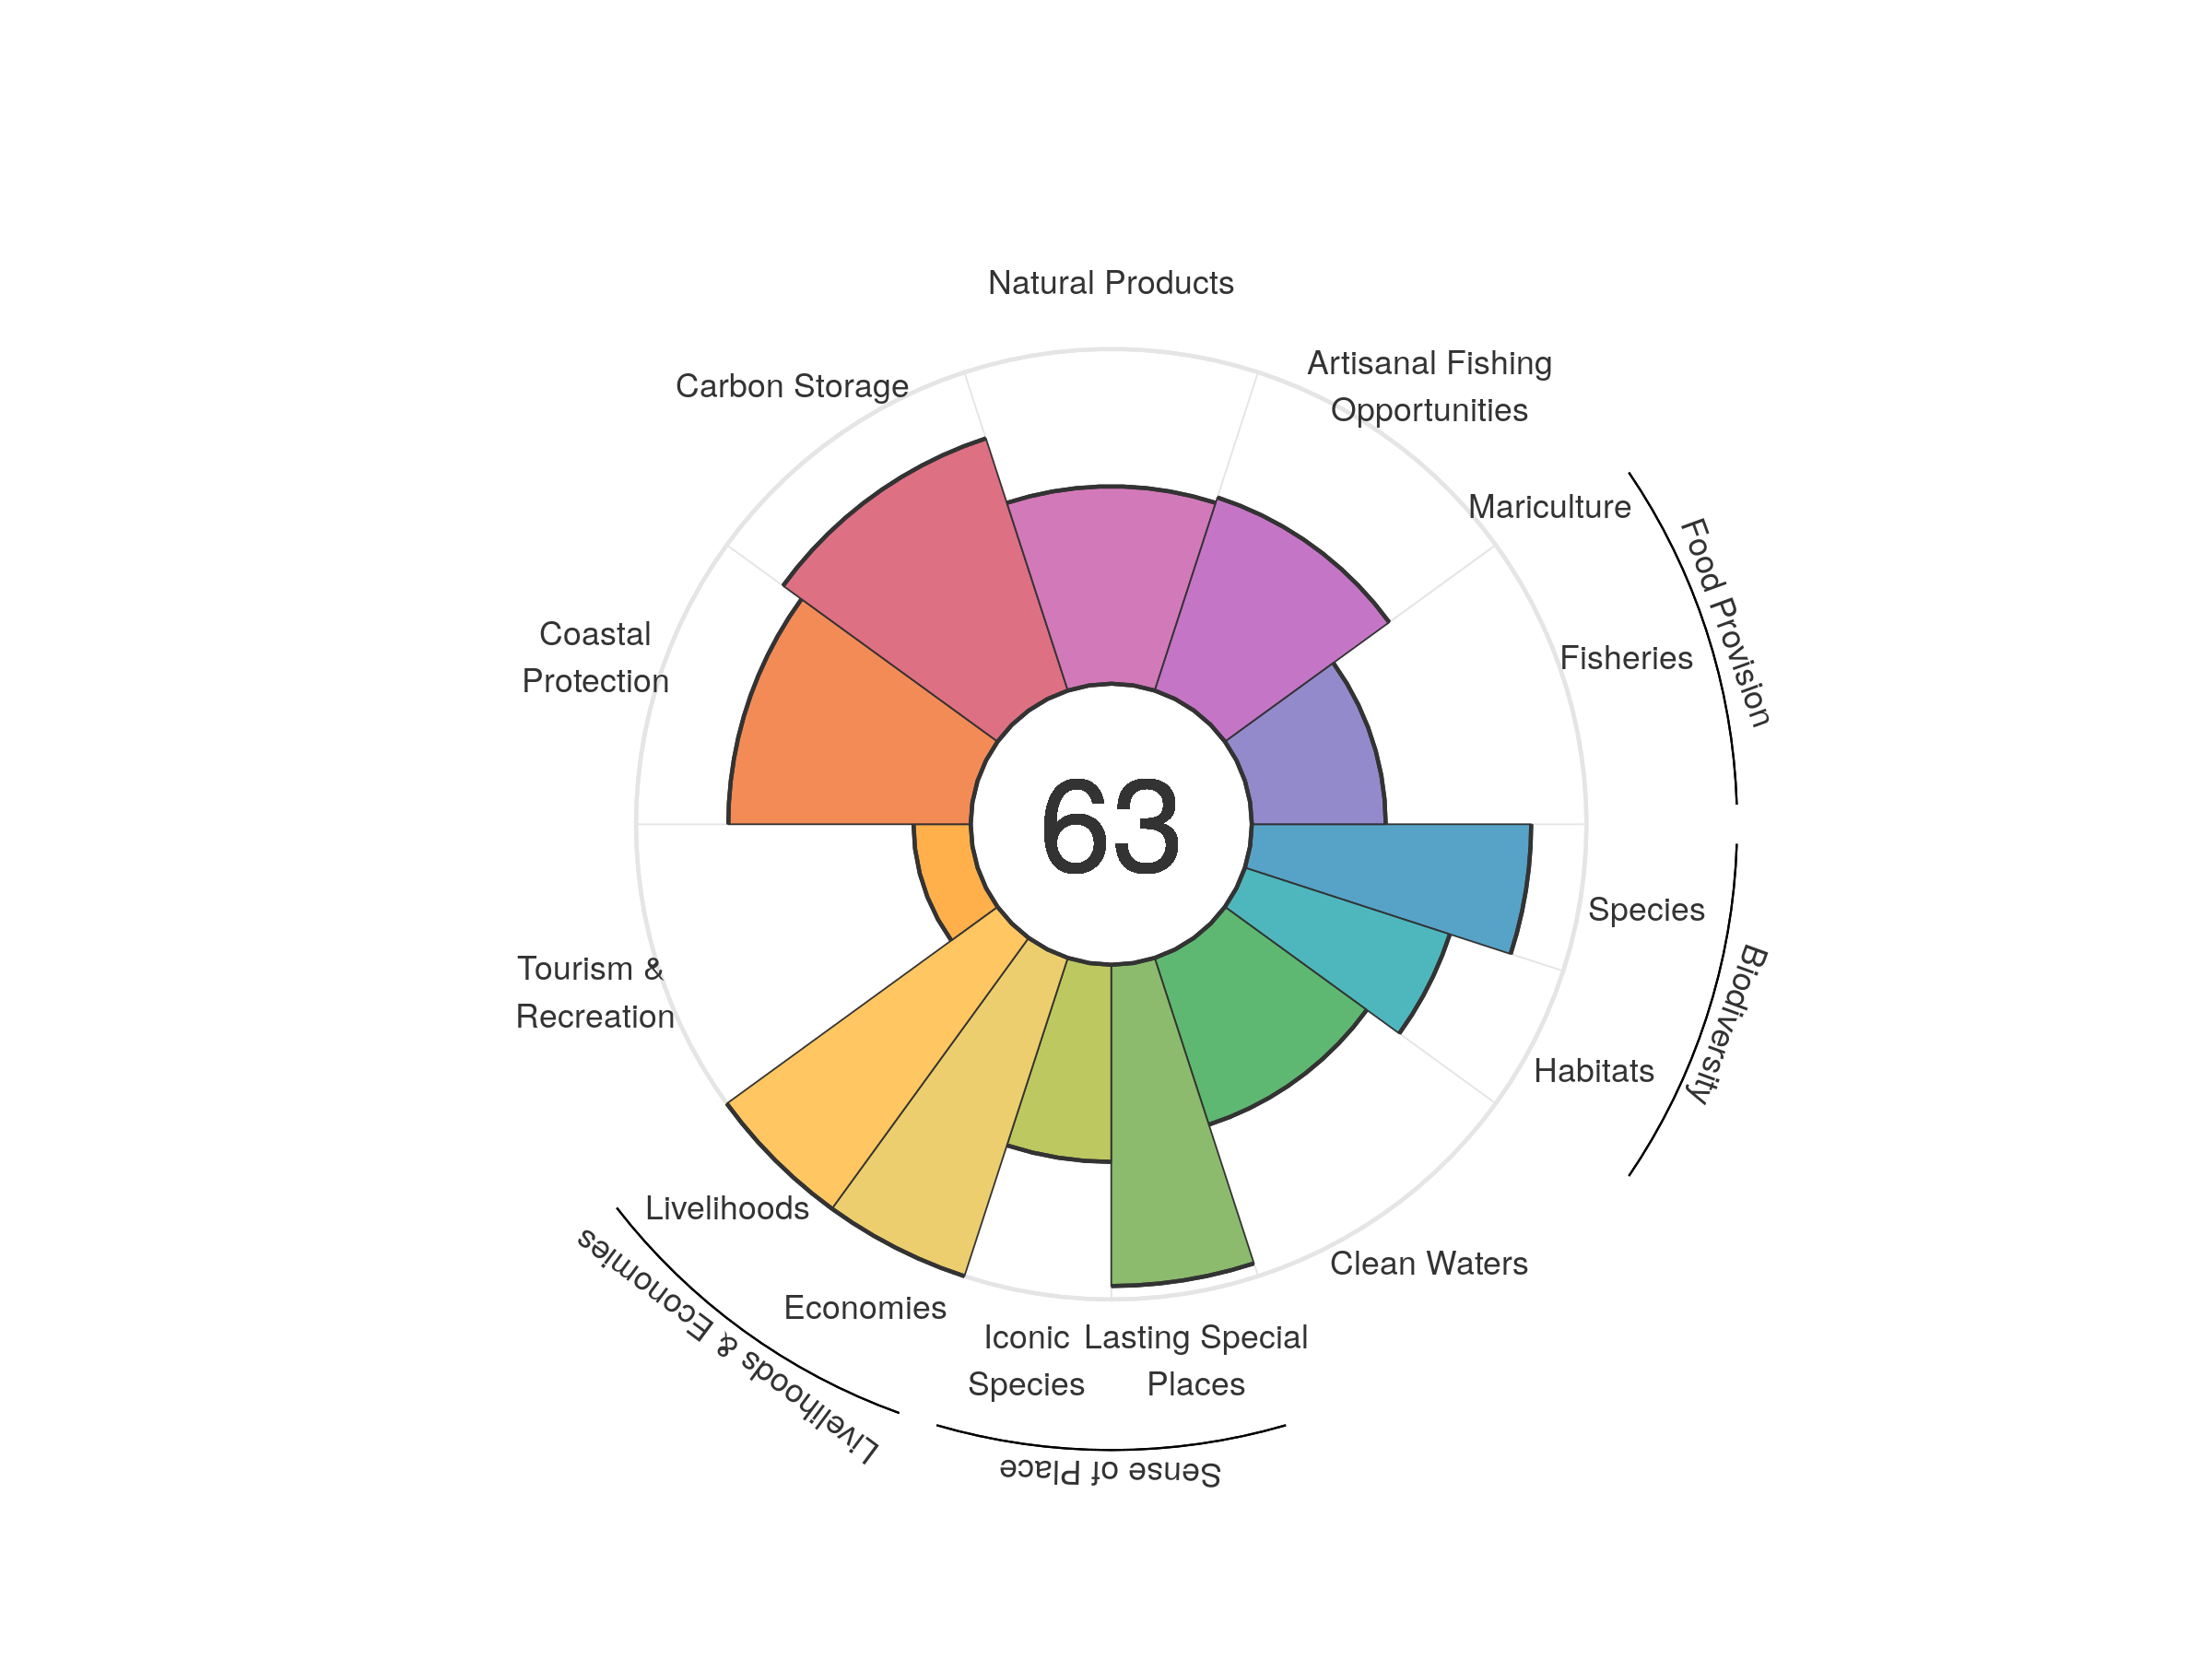 Natural Products
Artisanal Fishing
Opportunities
Carbon Storage
Mariculture
Food Provision
Fisheries
Coastal
Protection
63
Species
Biodiversity
Habitats
Tourism &
Recreation
Livelihoods
Clean Waters
Economies
Livelihoods & Economies
Iconic
Species
Lasting Special
Places
Sense of Place